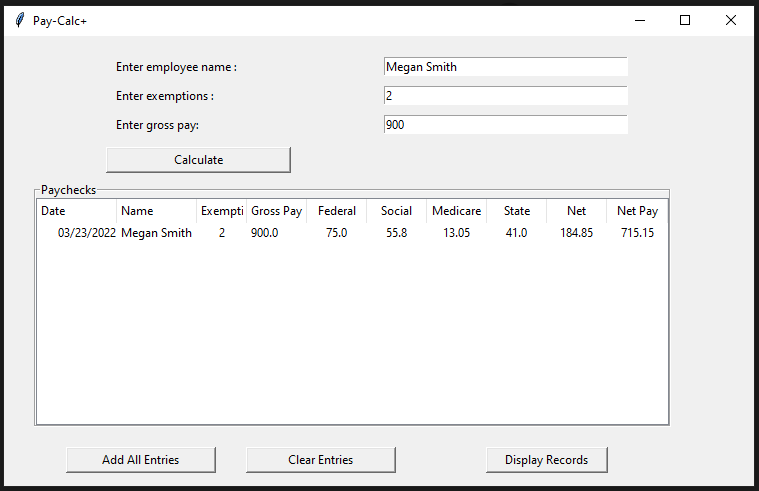 Pay-Calc+
Enter employee name : Megan Smith
Enter exemptions : 2
Enter gross pay: 900
Calculate
Paychecks
Date Name Exempti Gross Pay Federal Social Medicare State Net Net Pay
03/23/2022 Megan Smith 2 900.0 75.0 55.8 13.05 41.0 184.85 715.15
Add All Entries Clear Entries Display Records